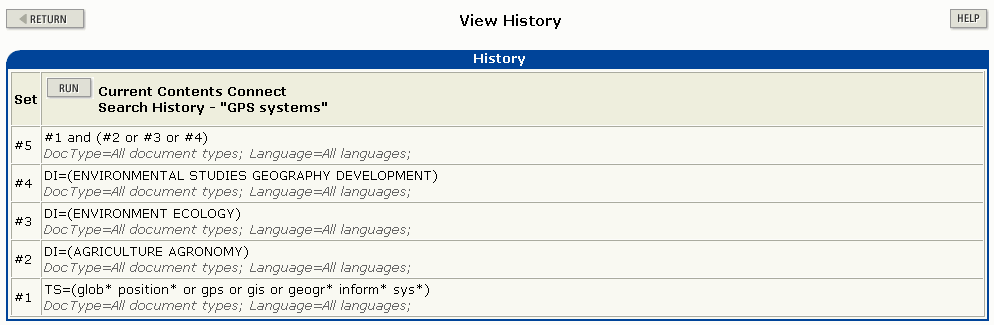 RETURN
View History
HELP
History
Set
RUN
Current Contents Connect
Search History - "GPS systems"
#5
#1 and (#2 or #3 or #4)
DocType=All document types; Language=All languages;
#4
DI=(ENVIRONMENTAL STUDIES GEOGRAPHY DEVELOPMENT)
DocType=All document types; Language=All languages;
#3
DI=(ENVIRONMENT ECOLOGY)
DocType=All document types; Language=All languages;
#2
DI=(AGRICULTURE AGRONOMY)
DocType=All document types; Language=All languages;
#1
TS=(glob* position* or gps or gis or geogr* inform* sys*)
DocType=All document types; Language=All languages;